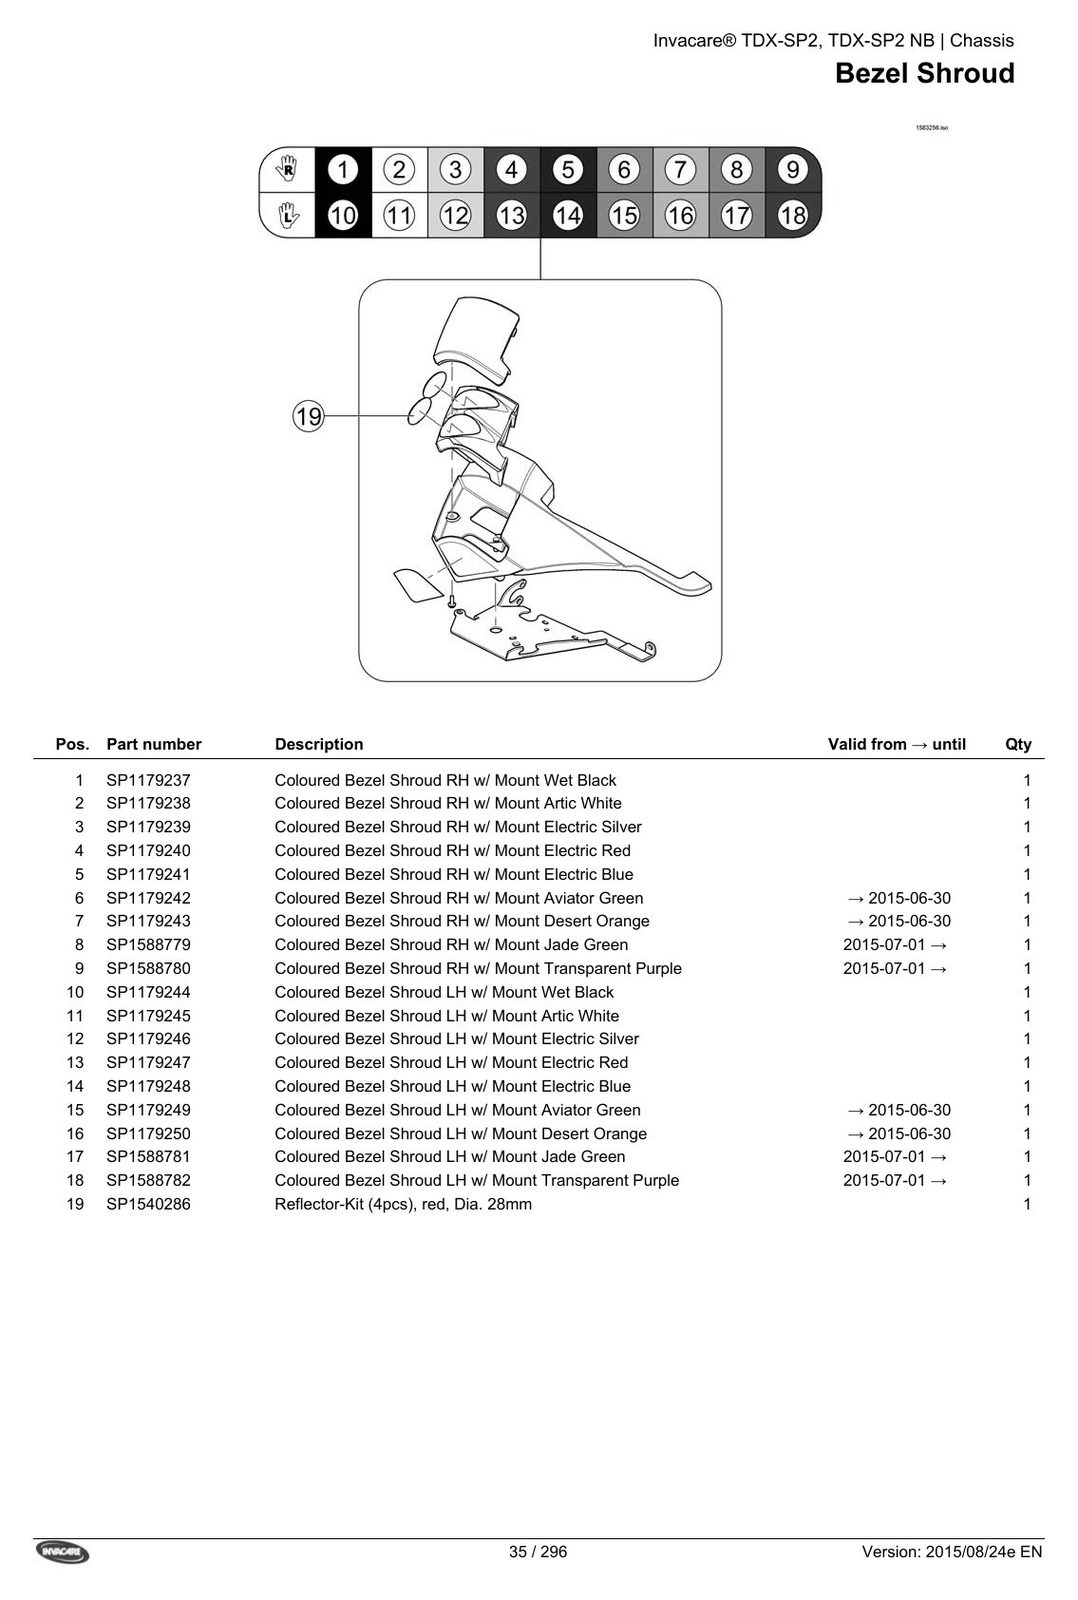 Invacare® TDX-SP2, TDX-SP2 NB | Chassis
Bezel Shroud
1583256.iso
R 1 2 3 4 5 6 7 8 9
L 10 11 12 13 14 15 16 17 18
19
Pos. Part number Description Valid from → until Qty
1 SP1179237 Coloured Bezel Shroud RH w/ Mount Wet Black 1
2 SP1179238 Coloured Bezel Shroud RH w/ Mount Artic White 1
3 SP1179239 Coloured Bezel Shroud RH w/ Mount Electric Silver 1
4 SP1179240 Coloured Bezel Shroud RH w/ Mount Electric Red 1
5 SP1179241 Coloured Bezel Shroud RH w/ Mount Electric Blue 1
6 SP1179242 Coloured Bezel Shroud RH w/ Mount Aviator Green → 2015-06-30 1
7 SP1179243 Coloured Bezel Shroud RH w/ Mount Desert Orange → 2015-06-30 1
8 SP1588779 Coloured Bezel Shroud RH w/ Mount Jade Green 2015-07-01 → 1
9 SP1588780 Coloured Bezel Shroud RH w/ Mount Transparent Purple 2015-07-01 → 1
10 SP1179244 Coloured Bezel Shroud LH w/ Mount Wet Black 1
11 SP1179245 Coloured Bezel Shroud LH w/ Mount Artic White 1
12 SP1179246 Coloured Bezel Shroud LH w/ Mount Electric Silver 1
13 SP1179247 Coloured Bezel Shroud LH w/ Mount Electric Red 1
14 SP1179248 Coloured Bezel Shroud LH w/ Mount Electric Blue 1
15 SP1179249 Coloured Bezel Shroud LH w/ Mount Aviator Green → 2015-06-30 1
16 SP1179250 Coloured Bezel Shroud LH w/ Mount Desert Orange → 2015-06-30 1
17 SP1588781 Coloured Bezel Shroud LH w/ Mount Jade Green 2015-07-01 → 1
18 SP1588782 Coloured Bezel Shroud LH w/ Mount Transparent Purple 2015-07-01 → 1
19 SP1540286 Reflector-Kit (4pcs), red, Dia. 28mm 1
INVACARE 35 / 296 Version: 2015/08/24e EN